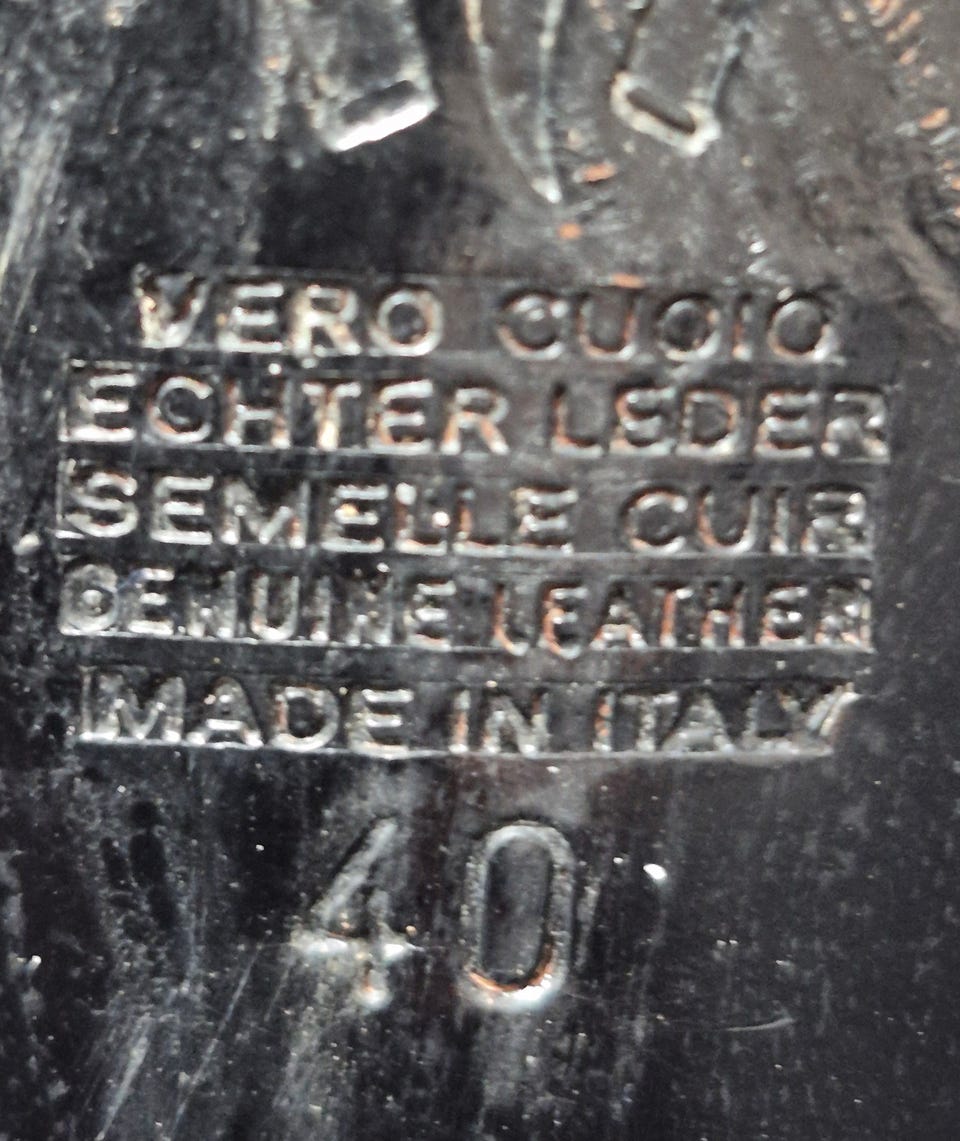 VERO CUOIO
ECHTER LEDER
SEMELLE CUIR
GENUINE LEATHER
MADE IN ITALY
40